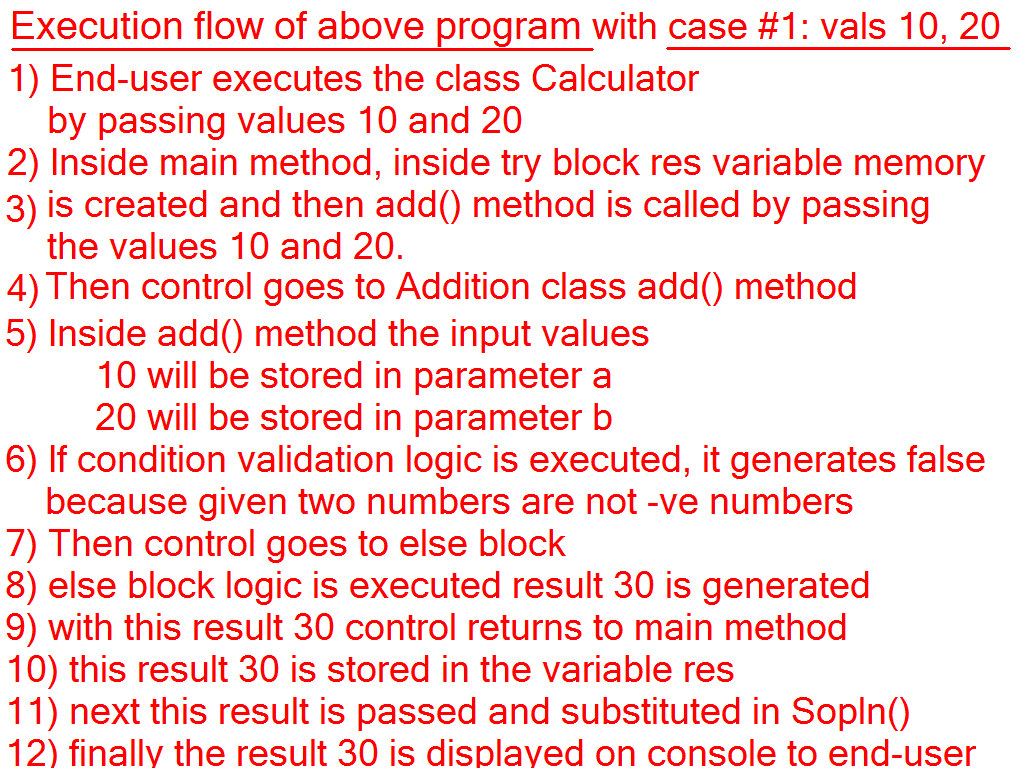 Execution flow of above program with case #1: vals 10, 20
1) End-user executes the class Calculator
by passing values 10 and 20
2) Inside main method, inside try block res variable memory
3) is created and then add() method is called by passing
the values 10 and 20.
4) Then control goes to Addition class add() method
5) Inside add() method the input values
10 will be stored in parameter a
20 will be stored in parameter b
6) If condition validation logic is executed, it generates false
because given two numbers are not -ve numbers
7) Then control goes to else block
8) else block logic is executed result 30 is generated
9) with this result 30 control returns to main method
10) this result 30 is stored in the variable res
11) next this result is passed and substituted in Sopln()
12) finally the result 30 is displayed on console to end-user